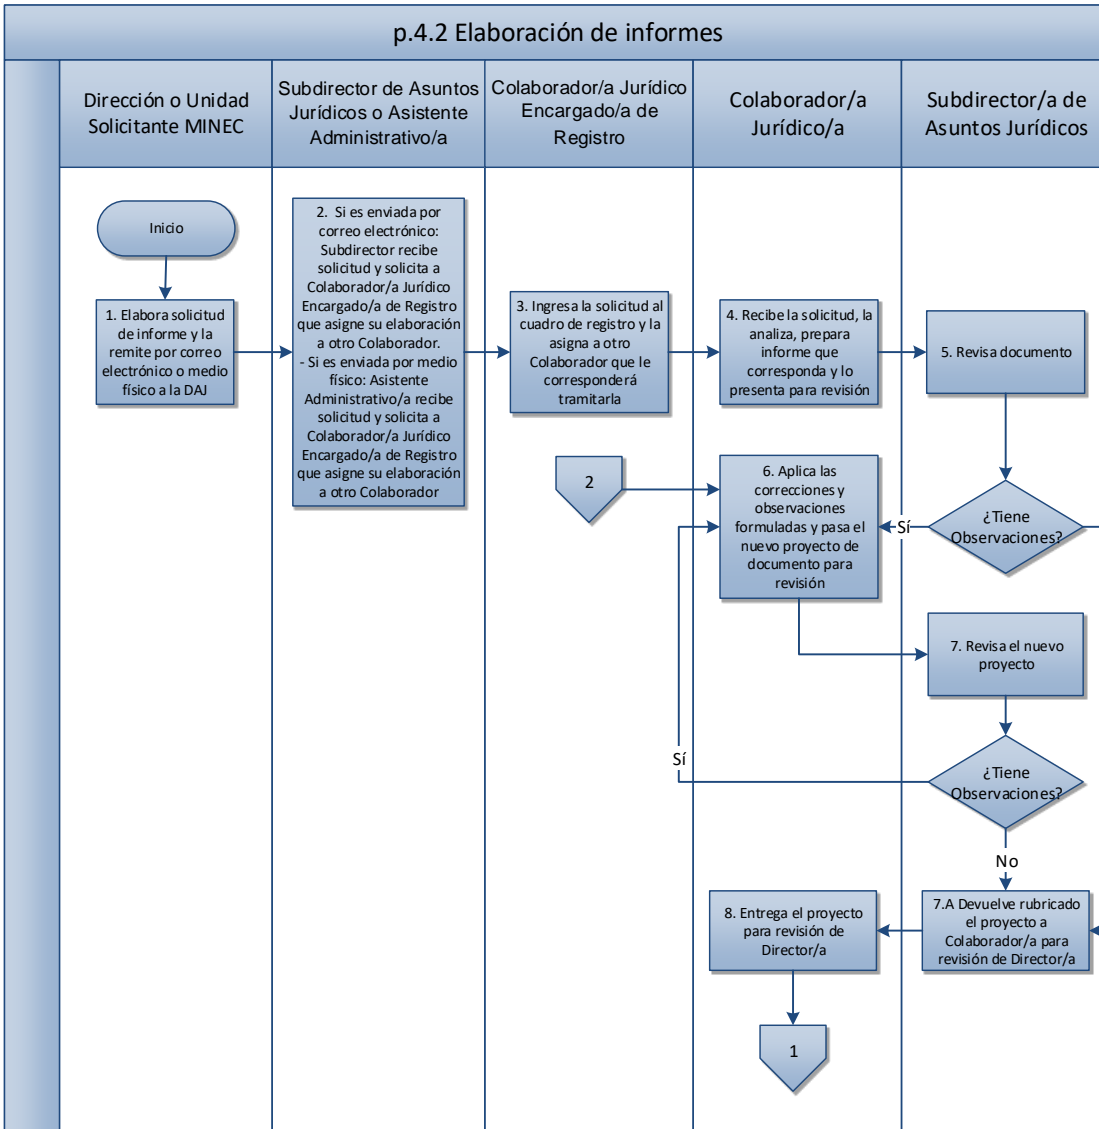 p.4.2 Elaboración de informes
Dirección o Unidad
Solicitante MINEC
Subdirector de Asuntos
Jurídicos o Asistente
Administrativo/a
Colaborador/a Jurídico
Encargado/a de
Registro
Colaborador/a
Jurídico/a
Subdirector/a de
Asuntos Jurídicos
Inicio
1. Elabora solicitud
de informe y la
remite por correo
electrónico o medio
físico a la DAJ
2. Si es enviada por
correo electrónico:
Subdirector recibe
solicitud y solicita a
Colaborador/a Jurídico
Encargado/a de Registro
que asigne su elaboración
a otro Colaborador.
- Si es enviada por medio
físico: Asistente
Administrativo/a recibe
solicitud y solicita a
Colaborador/a Jurídico
Encargado/a de Registro
que asigne su elaboración
a otro Colaborador
3. Ingresa la solicitud al
cuadro de registro y la
asigna a otro Colaborador
que le corresponderá
tramitarla
4. Recibe la solicitud, la
analiza, prepara
informe que
corresponda y lo
presenta para revisión
5. Revisa documento
¿Tiene
Observaciones?
Sí
2
6. Aplica las
correcciones y
observaciones
formuladas y pasa el
nuevo proyecto de
documento para
revisión
7. Revisa el nuevo
proyecto
¿Tiene
Observaciones?
Sí
No
7.A Devuelve rubricado
el proyecto a
Colaborador/a para
revisión de Director/a
8. Entrega el proyecto
para revisión de
Director/a
1